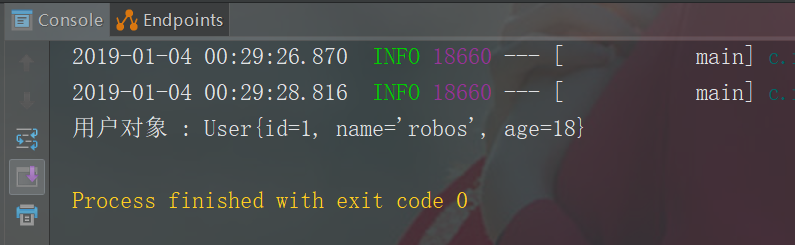 Console Endpoints
2019-01-04 00:29:26.870 INFO 18660 --- [ main] c.
2019-01-04 00:29:28.816 INFO 18660 --- [ main] c.
用户对象 : User{id=1, name='robos', age=18}
Process finished with exit code 0